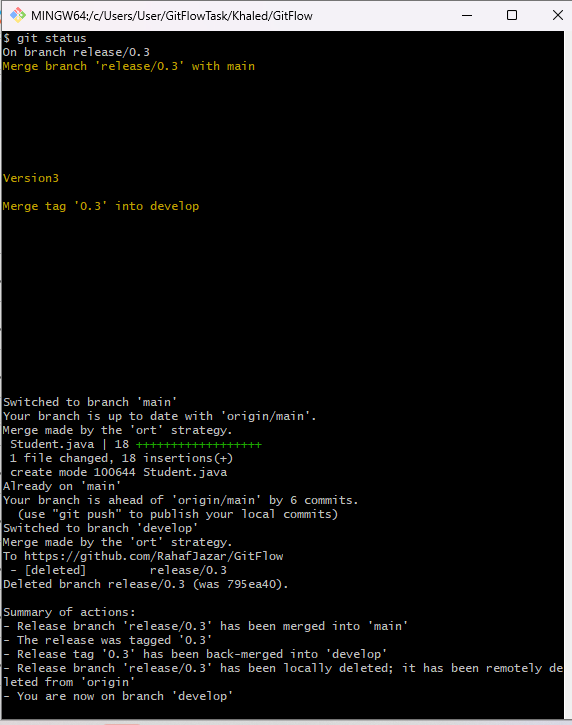 MINGW64:/c/Users/User/GitFlowTask/Khaled/GitFlow
$ git status
On branch release/0.3
Merge branch 'release/0.3' with main
Version3
Merge tag '0.3' into develop
Switched to branch 'main'
Your branch is up to date with 'origin/main'.
Merge made by the 'ort' strategy.
 Student.java | 18 ++++++++++++++++++
 1 file changed, 18 insertions(+)
 create mode 100644 Student.java
Already on 'main'
Your branch is ahead of 'origin/main' by 6 commits.
  (use "git push" to publish your local commits)
Switched to branch 'develop'
Merge made by the 'ort' strategy.
To https://github.com/RahafJazar/GitFlow
 - [deleted]         release/0.3
Deleted branch release/0.3 (was 795ea40).
Summary of actions:
- Release branch 'release/0.3' has been merged into 'main'
- The release was tagged '0.3'
- Release tag '0.3' has been back-merged into 'develop'
- Release branch 'release/0.3' has been locally deleted; it has been remotely de
leted from 'origin'
- You are now on branch 'develop'